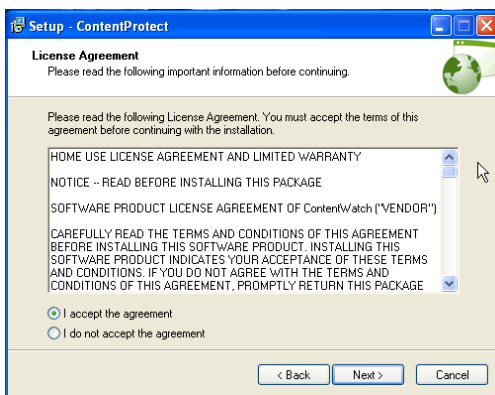 Setup - ContentProtect
License Agreement
Please read the following important information before continuing.
Please read the following License Agreement. You must accept the terms of this
agreement before continuing with the installation.
HOME USE LICENSE AGREEMENT AND LIMITED WARRANTY
NOTICE -- READ BEFORE INSTALLING THIS PACKAGE
SOFTWARE PRODUCT LICENSE AGREEMENT OF ContentWatch ("VENDOR")
CAREFULLY READ THE TERMS AND CONDITIONS OF THIS AGREEMENT
BEFORE INSTALLING THIS SOFTWARE PRODUCT. INSTALLING THIS
SOFTWARE PRODUCT INDICATES YOUR ACCEPTANCE OF THESE TERMS
AND CONDITIONS. IF YOU DO NOT AGREE WITH THE TERMS AND
CONDITIONS OF THIS AGREEMENT, PROMPTLY RETURN THIS PACKAGE
I accept the agreement
I do not accept the agreement
< Back Next > Cancel